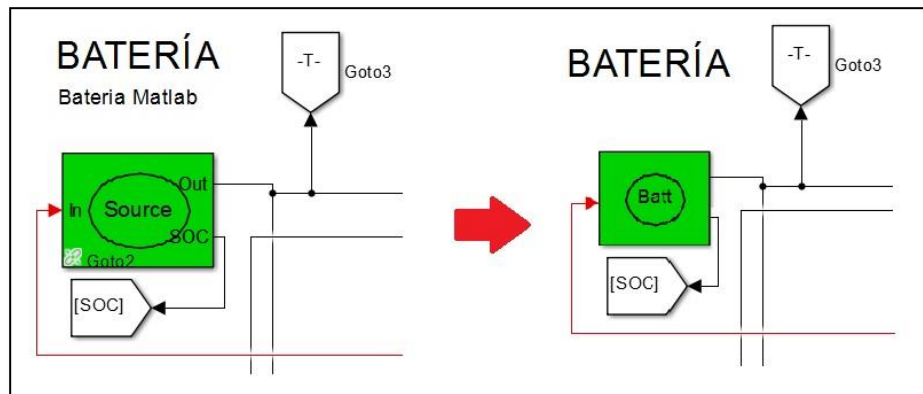 BATERÍA
Bateria Matlab
-T-
Goto3
In
Source
Out
SOC
Goto2
[SOC]
BATERÍA
-T-
Goto3
Batt
[SOC]